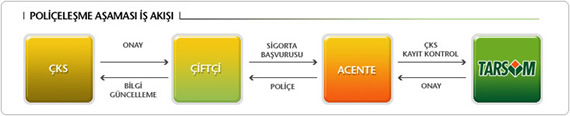 POLİÇELEŞME AŞAMASI İŞ AKIŞI
ÇKS
ONAY
BİLGİ
GÜNCELLEME
ÇİFTÇİ
SİGORTA
BAŞVURUSU
POLİÇE
ACENTE
ÇKS
KAYIT KONTROL
ONAY
TARSİM